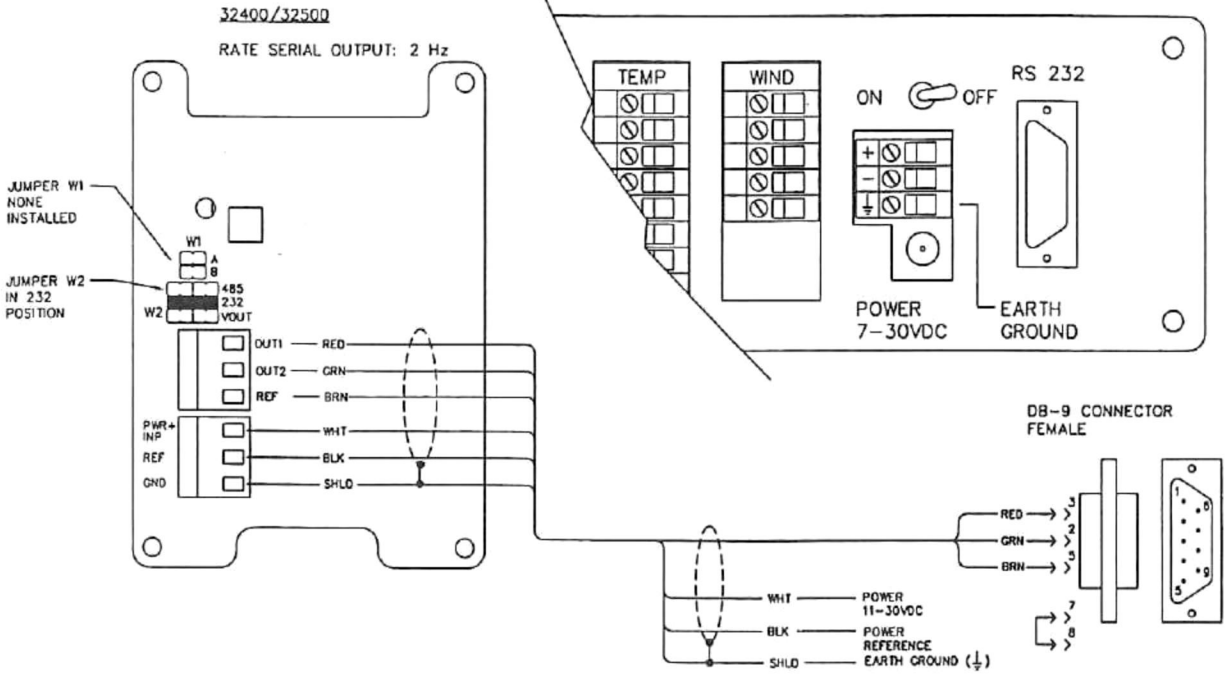 32400/32500
RATE SERIAL OUTPUT: 2 Hz
TEMP
WIND
ON
OFF
RS 232
+
−
POWER
7-30VDC
EARTH
GROUND
JUMPER W1
NONE
INSTALLED
W1
A
B
JUMPER W2
IN 232
POSITION
485
232
VOUT
W2
OUT1
RED
OUT2
GRN
REF
BRN
PWR+
INP
WHT
REF
BLK
GND
SHLD
DB-9 CONNECTOR
FEMALE
RED
3
GRN
2
BRN
5
7
8
1
6
9
5
WHT
POWER
11-30VDC
BLK
POWER
REFERENCE
SHLD
EARTH GROUND (⏚)